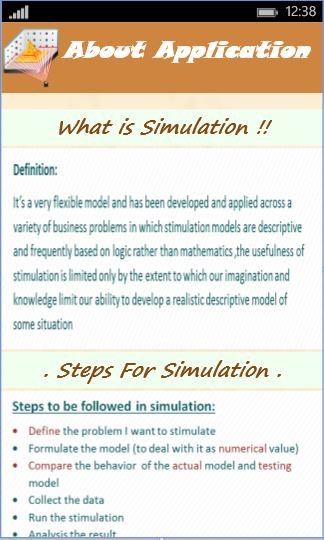 12:38
About Application
What is Simulation !!
Definition:
It's a very flexible model and has been developed and applied across a
variety of business problems in which stimulation models are descriptive
and frequently based on logic rather than mathematics ,the usefulness of
stimulation is limited only by the extent to which our imagination and
knowledge limit our ability to develop a realistic descriptive model of
some situation
. Steps For Simulation .
Steps to be followed in simulation:
• Define the problem I want to stimulate
• Formulate the model (to deal with it as numerical value)
• Compare the behavior of the actual model and testing
model
• Collect the data
• Run the stimulation
• Analysis the result